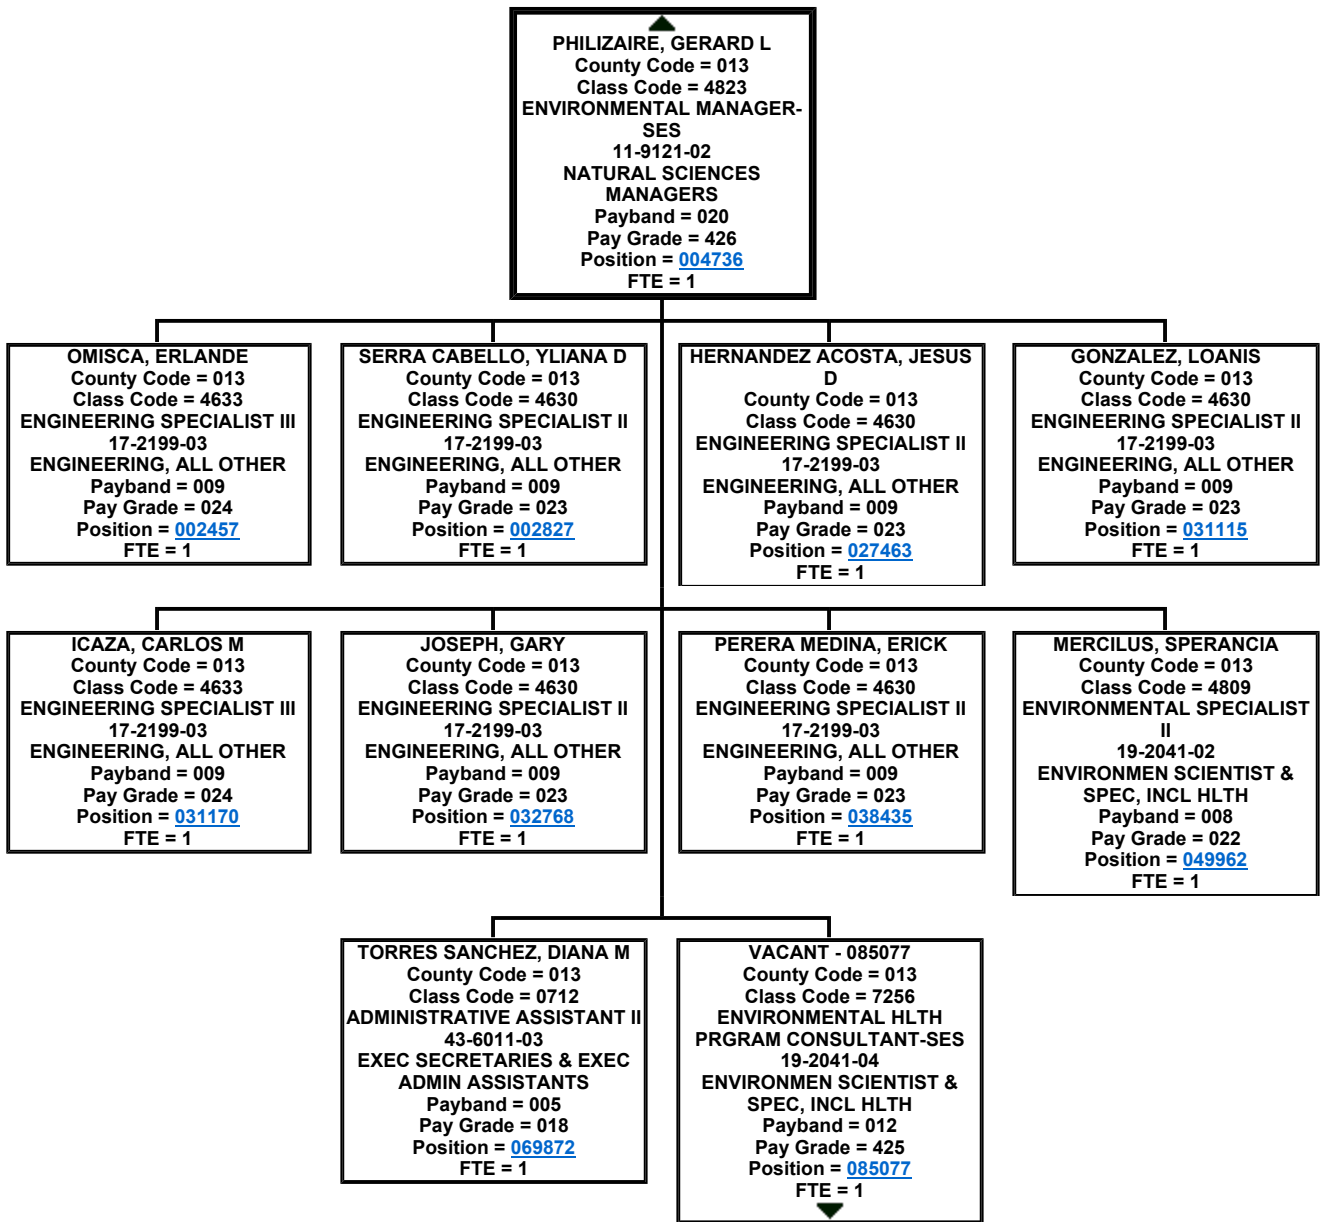 PHILIZAIRE, GERARD L
County Code = 013
Class Code = 4823
ENVIRONMENTAL MANAGER-
SES
11-9121-02
NATURAL SCIENCES
MANAGERS
Payband = 020
Pay Grade = 426
Position = 004736
FTE = 1
OMISCA, ERLANDE
County Code = 013
Class Code = 4633
ENGINEERING SPECIALIST III
17-2199-03
ENGINEERING, ALL OTHER
Payband = 009
Pay Grade = 024
Position = 002457
FTE = 1
SERRA CABELLO, YLIANA D
County Code = 013
Class Code = 4630
ENGINEERING SPECIALIST II
17-2199-03
ENGINEERING, ALL OTHER
Payband = 009
Pay Grade = 023
Position = 002827
FTE = 1
HERNANDEZ ACOSTA, JESUS
D
County Code = 013
Class Code = 4630
ENGINEERING SPECIALIST II
17-2199-03
ENGINEERING, ALL OTHER
Payband = 009
Pay Grade = 023
Position = 027463
FTE = 1
GONZALEZ, LOANIS
County Code = 013
Class Code = 4630
ENGINEERING SPECIALIST II
17-2199-03
ENGINEERING, ALL OTHER
Payband = 009
Pay Grade = 023
Position = 031115
FTE = 1
ICAZA, CARLOS M
County Code = 013
Class Code = 4633
ENGINEERING SPECIALIST III
17-2199-03
ENGINEERING, ALL OTHER
Payband = 009
Pay Grade = 024
Position = 031170
FTE = 1
JOSEPH, GARY
County Code = 013
Class Code = 4630
ENGINEERING SPECIALIST II
17-2199-03
ENGINEERING, ALL OTHER
Payband = 009
Pay Grade = 023
Position = 032768
FTE = 1
PERERA MEDINA, ERICK
County Code = 013
Class Code = 4630
ENGINEERING SPECIALIST II
17-2199-03
ENGINEERING, ALL OTHER
Payband = 009
Pay Grade = 023
Position = 038435
FTE = 1
MERCILUS, SPERANCIA
County Code = 013
Class Code = 4809
ENVIRONMENTAL SPECIALIST
II
19-2041-02
ENVIRONMEN SCIENTIST &
SPEC, INCL HLTH
Payband = 008
Pay Grade = 022
Position = 049962
FTE = 1
TORRES SANCHEZ, DIANA M
County Code = 013
Class Code = 0712
ADMINISTRATIVE ASSISTANT II
43-6011-03
EXEC SECRETARIES & EXEC
ADMIN ASSISTANTS
Payband = 005
Pay Grade = 018
Position = 069872
FTE = 1
VACANT - 085077
County Code = 013
Class Code = 7256
ENVIRONMENTAL HLTH
PRGRAM CONSULTANT-SES
19-2041-04
ENVIRONMEN SCIENTIST &
SPEC, INCL HLTH
Payband = 012
Pay Grade = 425
Position = 085077
FTE = 1